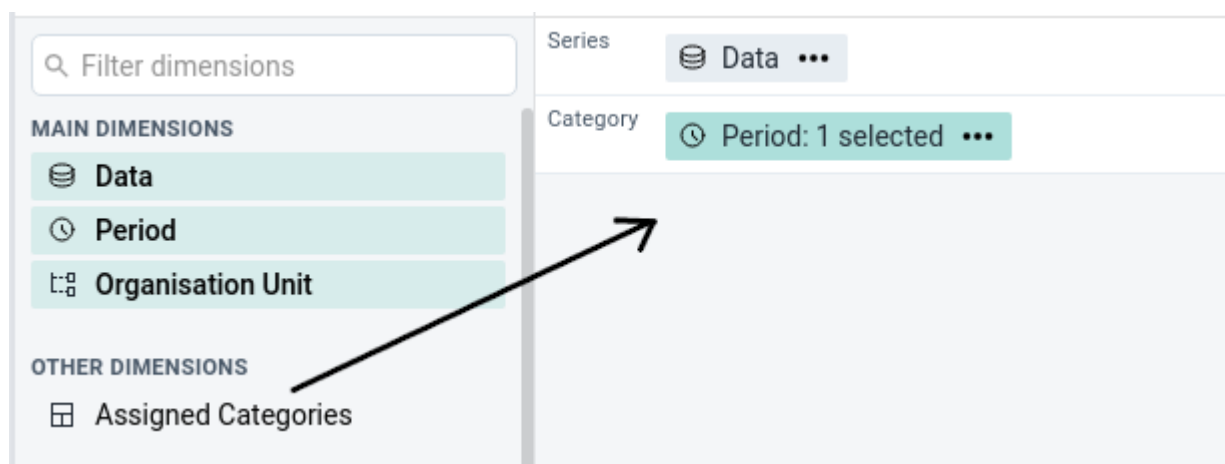 Filter dimensions
MAIN DIMENSIONS
Data
Period
Organisation Unit
OTHER DIMENSIONS
Assigned Categories
Series
Data •••
Category
Period: 1 selected •••